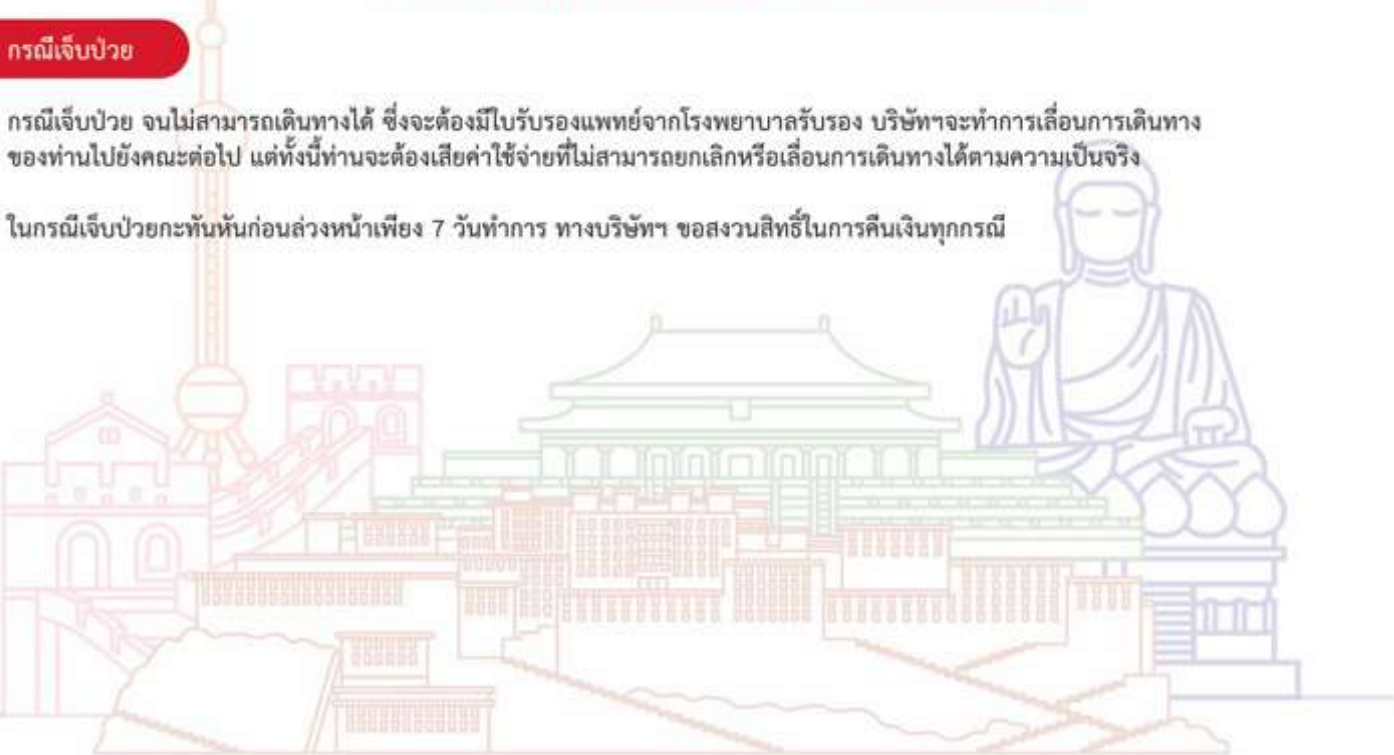 กรณีเจ็บป่วย
กรณีเจ็บป่วย จนไม่สามารถเดินทางได้ ซึ่งจะต้องมีใบรับรองแพทย์จากโรงพยาบาลรับรอง บริษัทฯจะทำการเลื่อนการเดินทาง
ของท่านไปยังคณะต่อไป แต่ทั้งนี้ท่านจะต้องเสียค่าใช้จ่ายที่ไม่สามารถยกเลิกหรือเลื่อนการเดินทางได้ตามความเป็นจริง
ในกรณีเจ็บป่วยกะทันหันก่อนล่วงหน้าเพียง 7 วันทำการ ทางบริษัทฯ ขอสงวนสิทธิ์ในการคืนเงินทุกกรณี